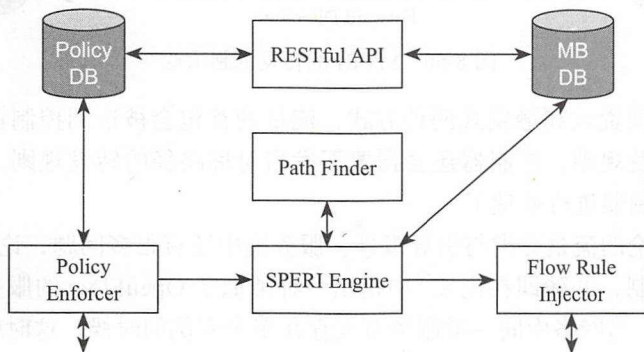 Policy
DB
RESTful API
MB
DB
Path Finder
Policy
Enforcer
SPERI Engine
Flow Rule
Injector